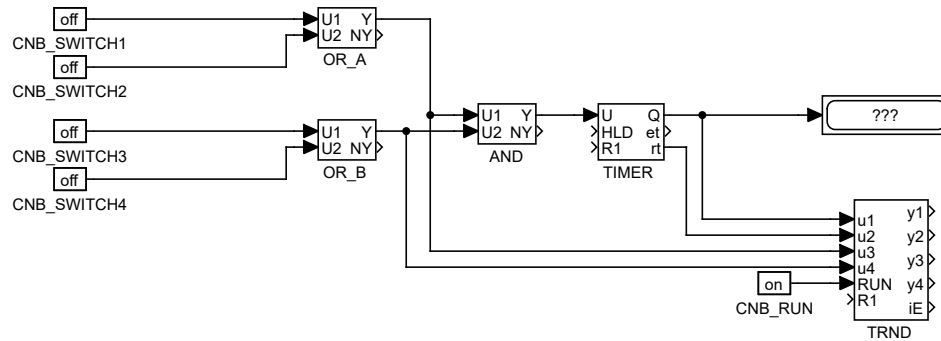 off
CNB_SWITCH1
off
CNB_SWITCH2
U1 Y
U2 NY
OR_A
off
CNB_SWITCH3
off
CNB_SWITCH4
U1 Y
U2 NY
OR_B
U1 Y
U2 NY
AND
U Q
HLD et
R1 rt
TIMER
???
on
CNB_RUN
u1 y1
u2 y2
u3 y3
u4 y4
RUN iE
R1
TRND